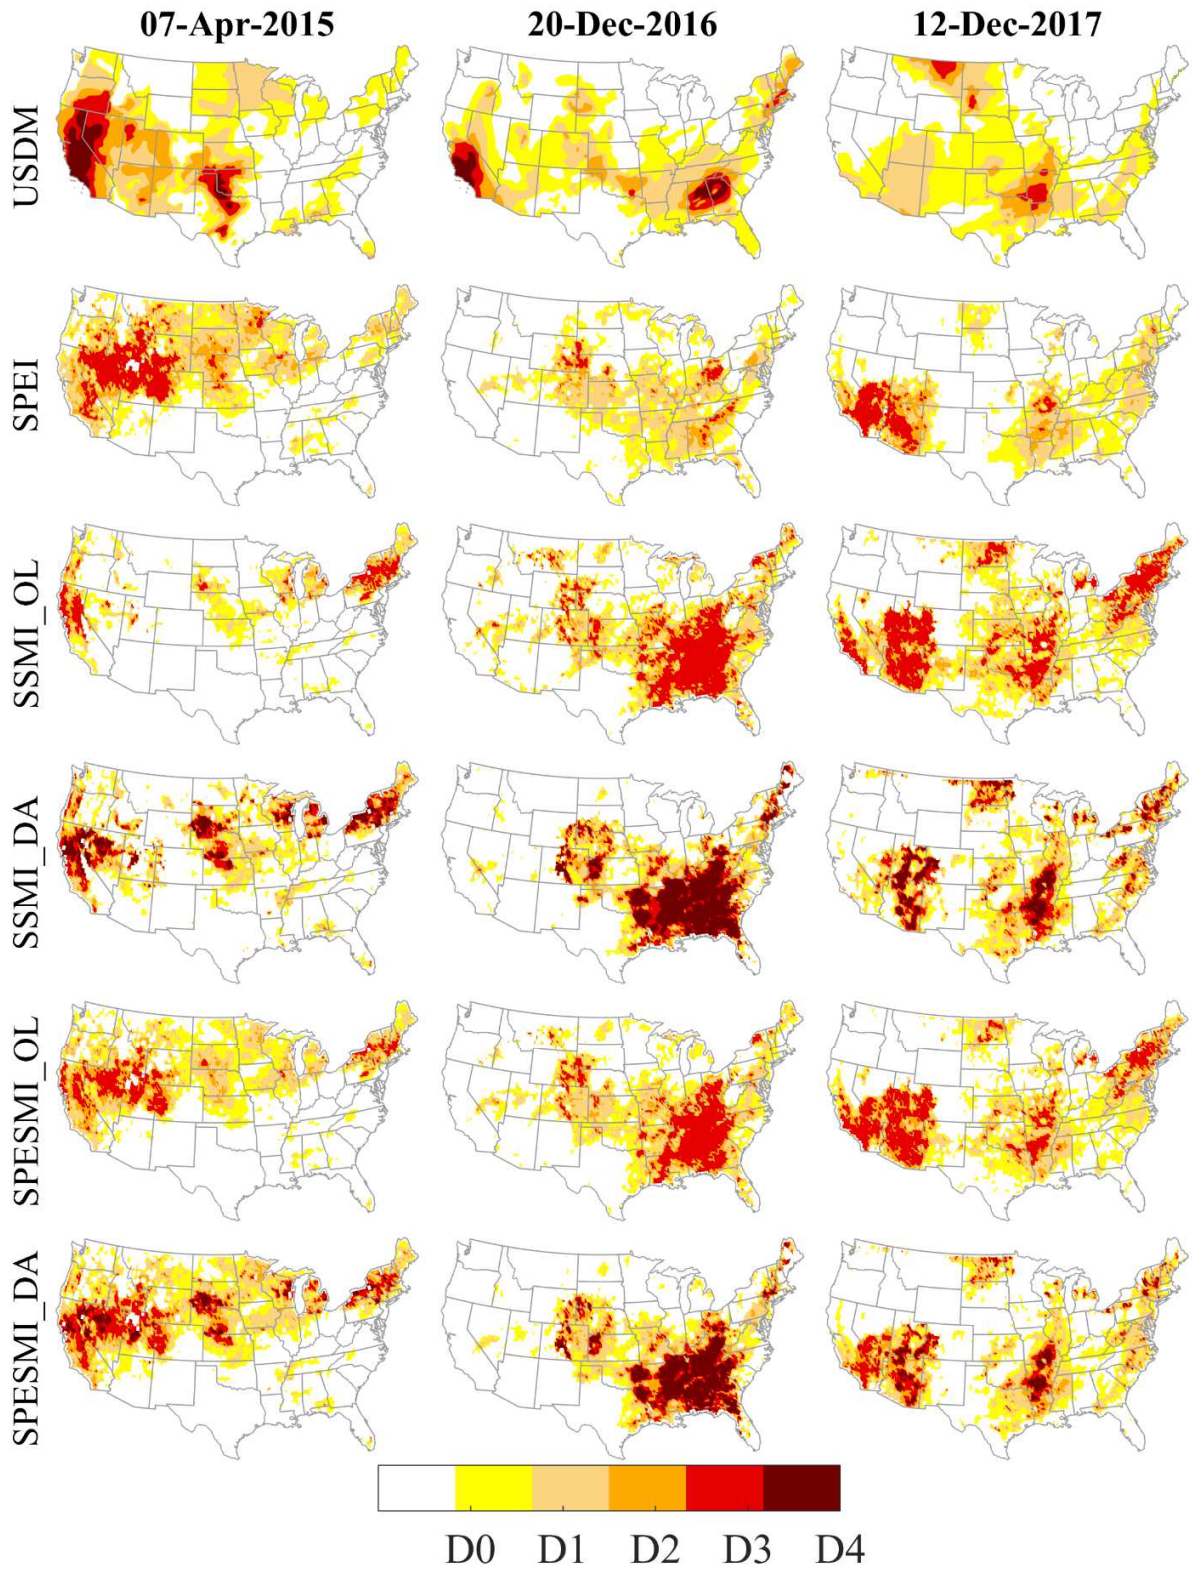 07-Apr-2015 20-Dec-2016 12-Dec-2017
USDM
SPEI
SSMI_OL
SSMI_DA
SPESMI_OL
SPESMI_DA
D0 D1 D2 D3 D4